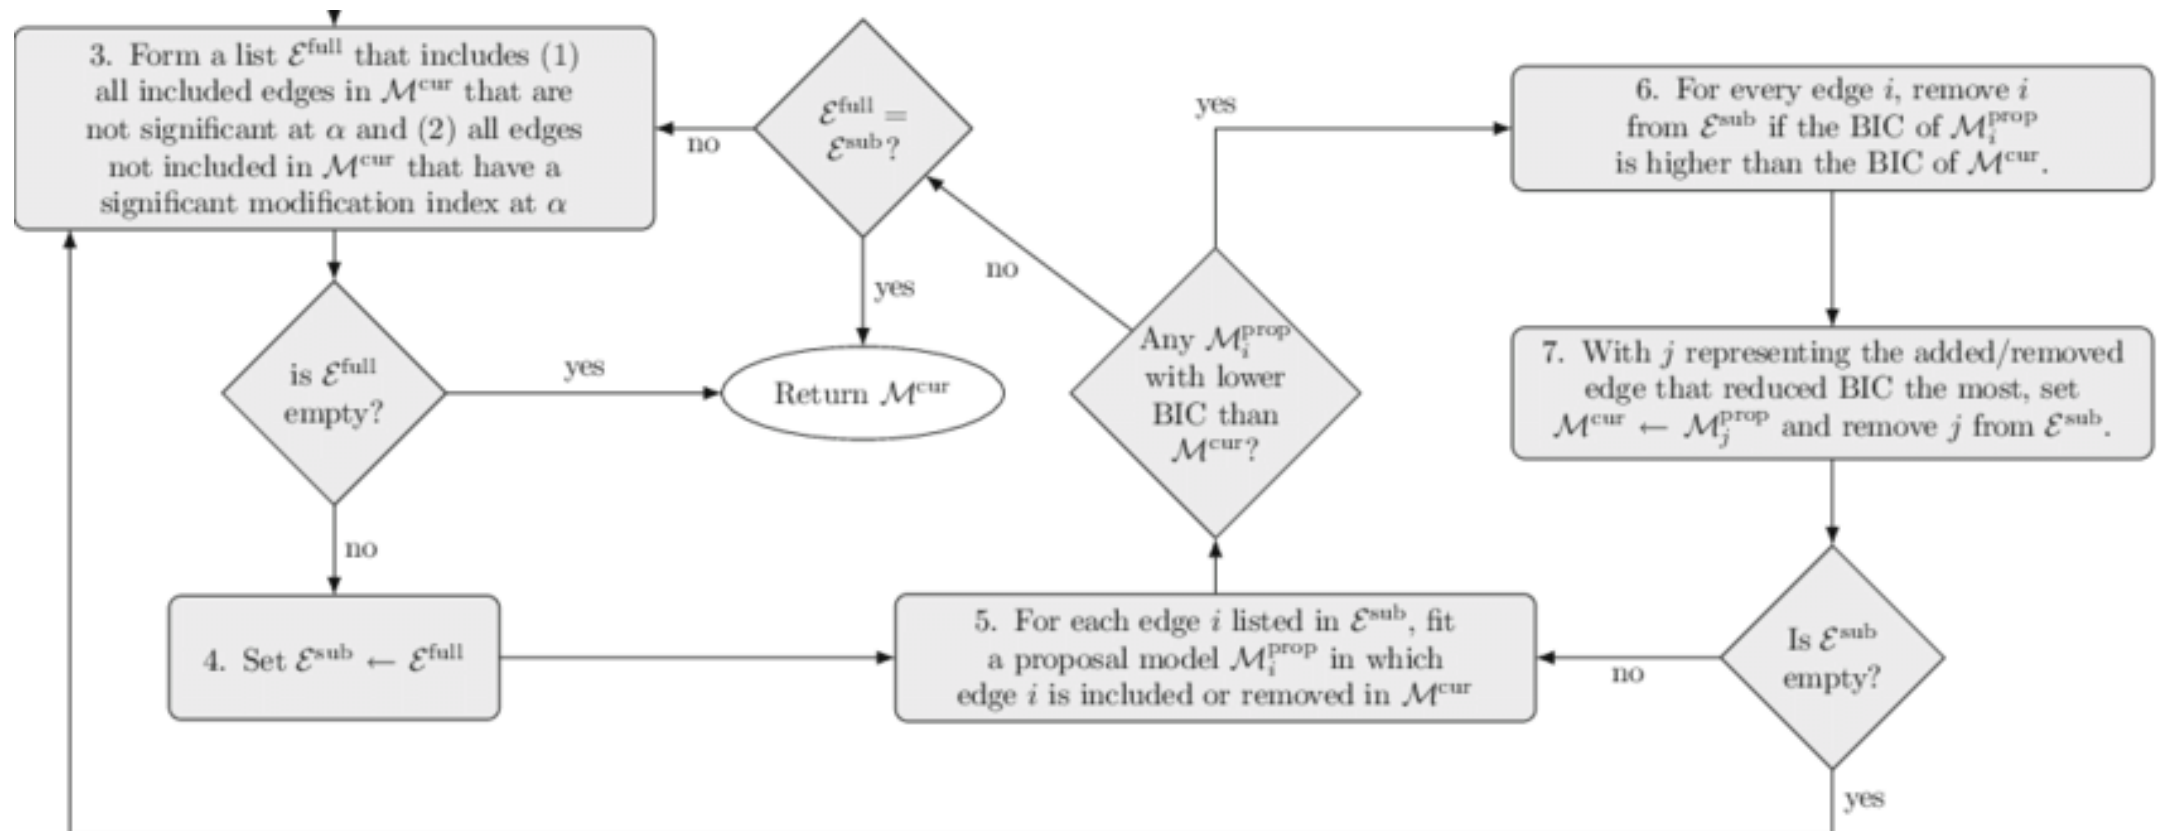 3. Form a list ℰ^full that includes (1)
all included edges in ℳ^cur that are
not significant at α and (2) all edges
not included in ℳ^cur that have a
significant modification index at α
ℰ^full =
ℰ^sub?
no
yes
is ℰ^full
empty?
yes
no
Return ℳ^cur
4. Set ℰ^sub ← ℰ^full
5. For each edge i listed in ℰ^sub, fit
a proposal model ℳ_i^prop in which
edge i is included or removed in ℳ^cur
Any ℳ_i^prop
with lower
BIC than
ℳ^cur?
no
yes
6. For every edge i, remove i
from ℰ^sub if the BIC of ℳ_i^prop
is higher than the BIC of ℳ^cur.
7. With j representing the added/removed
edge that reduced BIC the most, set
ℳ^cur ← ℳ_j^prop and remove j from ℰ^sub.
Is ℰ^sub
empty?
no
yes